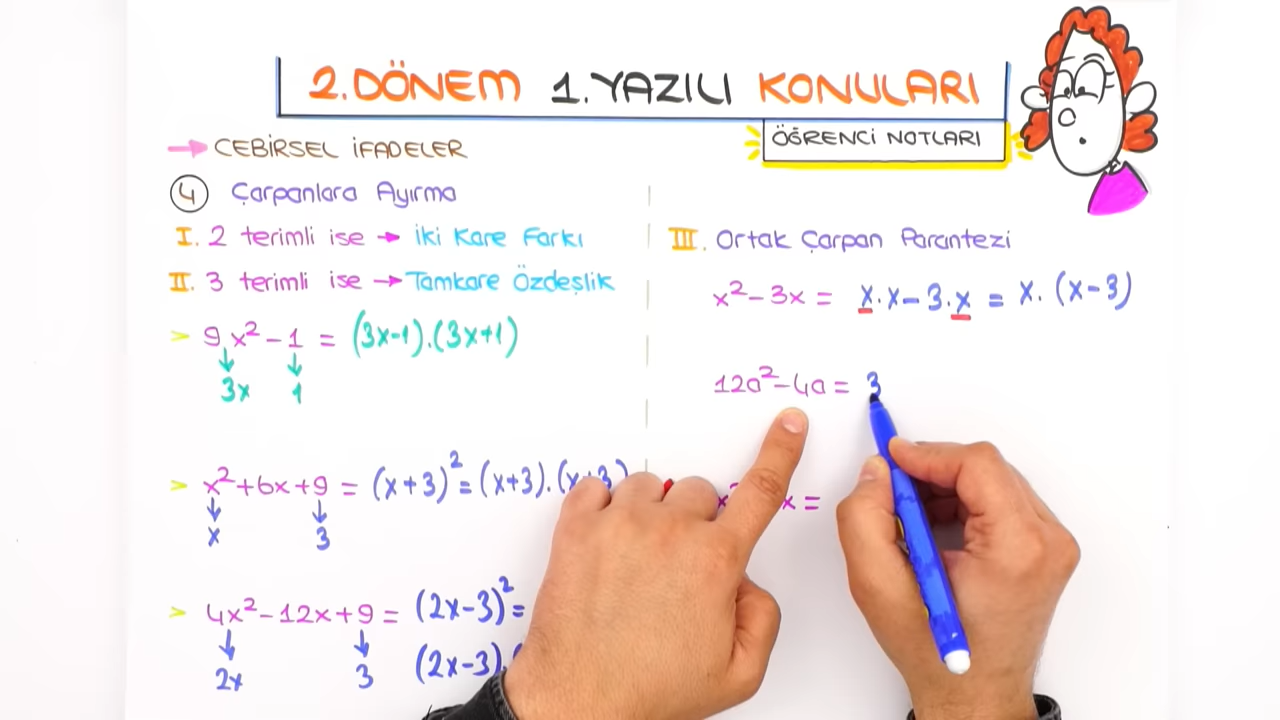 2.DÖNEM 1.YAZILI KONULARI
ÖĞRENCİ NOTLARI
→ CEBİRSEL İFADELER
4 Çarpanlara Ayırma
I. 2 terimli ise → İki Kare Farkı
II. 3 terimli ise → Tamkare Özdeşlik
> 9x² - 1 = (3x-1).(3x+1)
3x 1
> x²+6x+9 = (x+3)² = (x+3).(x+3)
x 3
> 4x²-12x+9 = (2x-3)² =
2x 3 (2x-3)
III. Ortak Çarpan Parantezi
x²-3x = x.x-3.x = x.(x-3)
12a²-4a = 3
x =